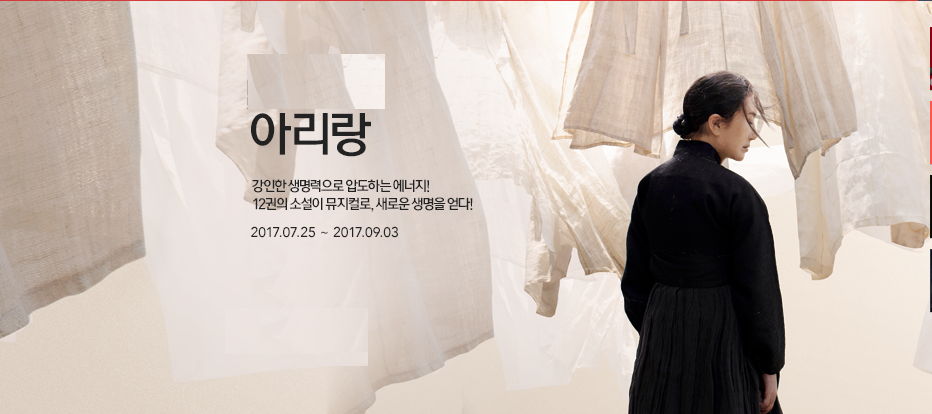 아리랑
강인한 생명력으로 압도하는 에너지!
12권의 소설이 뮤지컬로, 새로운 생명을 얻다!
2017.07.25 ~ 2017.09.03